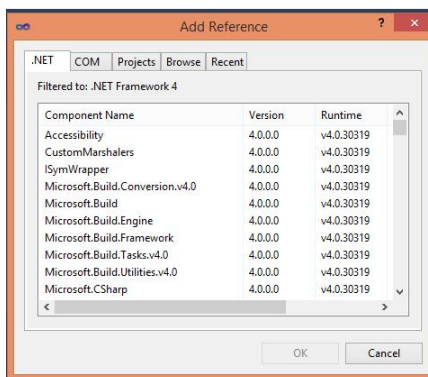 Add Reference
? ×
.NET COM Projects Browse Recent
Filtered to: .NET Framework 4
Component Name Version Runtime
Accessibility 4.0.0.0 v4.0.30319
CustomMarshalers 4.0.0.0 v4.0.30319
ISymWrapper 4.0.0.0 v4.0.30319
Microsoft.Build.Conversion.v4.0 4.0.0.0 v4.0.30319
Microsoft.Build 4.0.0.0 v4.0.30319
Microsoft.Build.Engine 4.0.0.0 v4.0.30319
Microsoft.Build.Framework 4.0.0.0 v4.0.30319
Microsoft.Build.Tasks.v4.0 4.0.0.0 v4.0.30319
Microsoft.Build.Utilities.v4.0 4.0.0.0 v4.0.30319
Microsoft.CSharp 4.0.0.0 v4.0.30319
OK Cancel